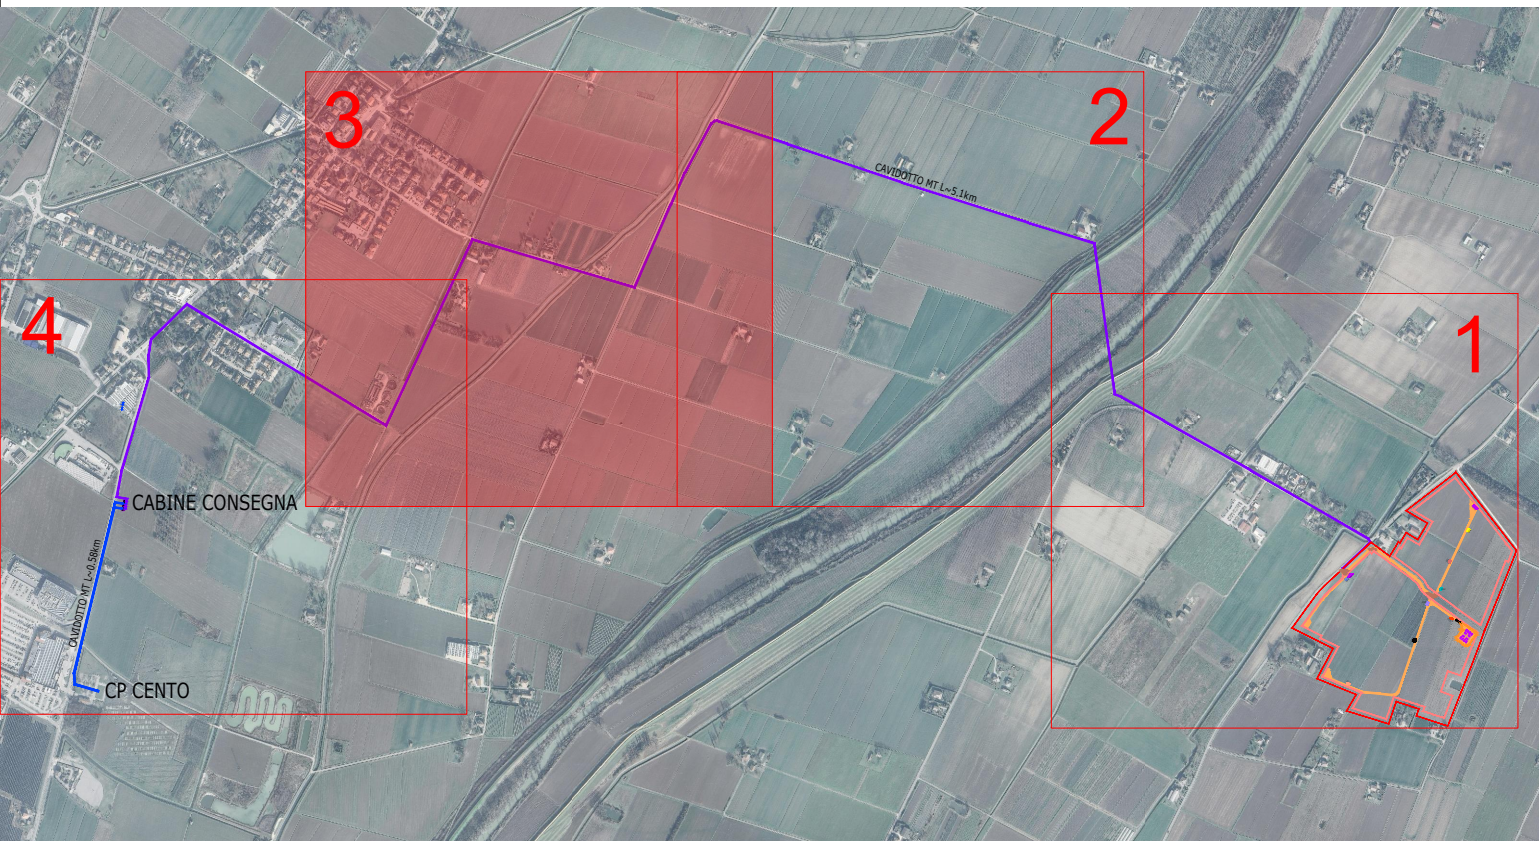 3
2
CAVIDOTTO MT L~5.1km
4
1
CABINE CONSEGNA
CAVIDOTTO MT L~0.58km
CP CENTO